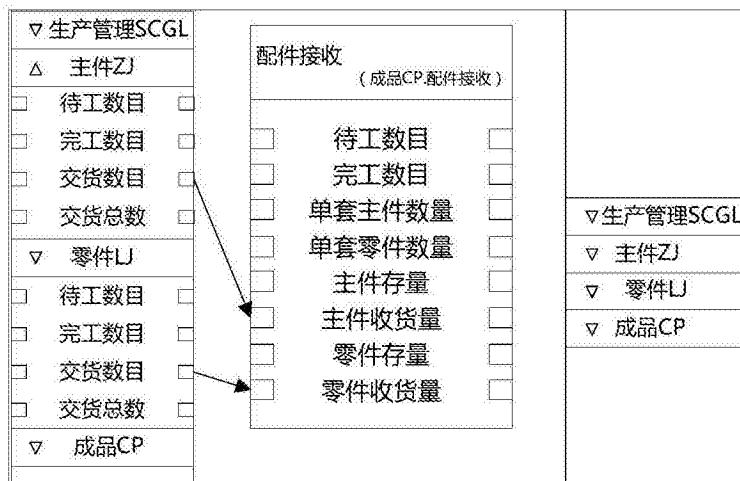 ▽ 生产管理SCGL
△ 主件ZJ
待工数目
完工数目
交货数目
交货总数
▽ 零件LJ
待工数目
完工数目
交货数目
交货总数
▽ 成品CP
配件接收
(成品CP.配件接收)
待工数目
完工数目
单套主件数量
单套零件数量
主件存量
主件收货量
零件存量
零件收货量
▽生产管理SCGL
▽ 主件ZJ
▽ 零件LJ
▽ 成品CP